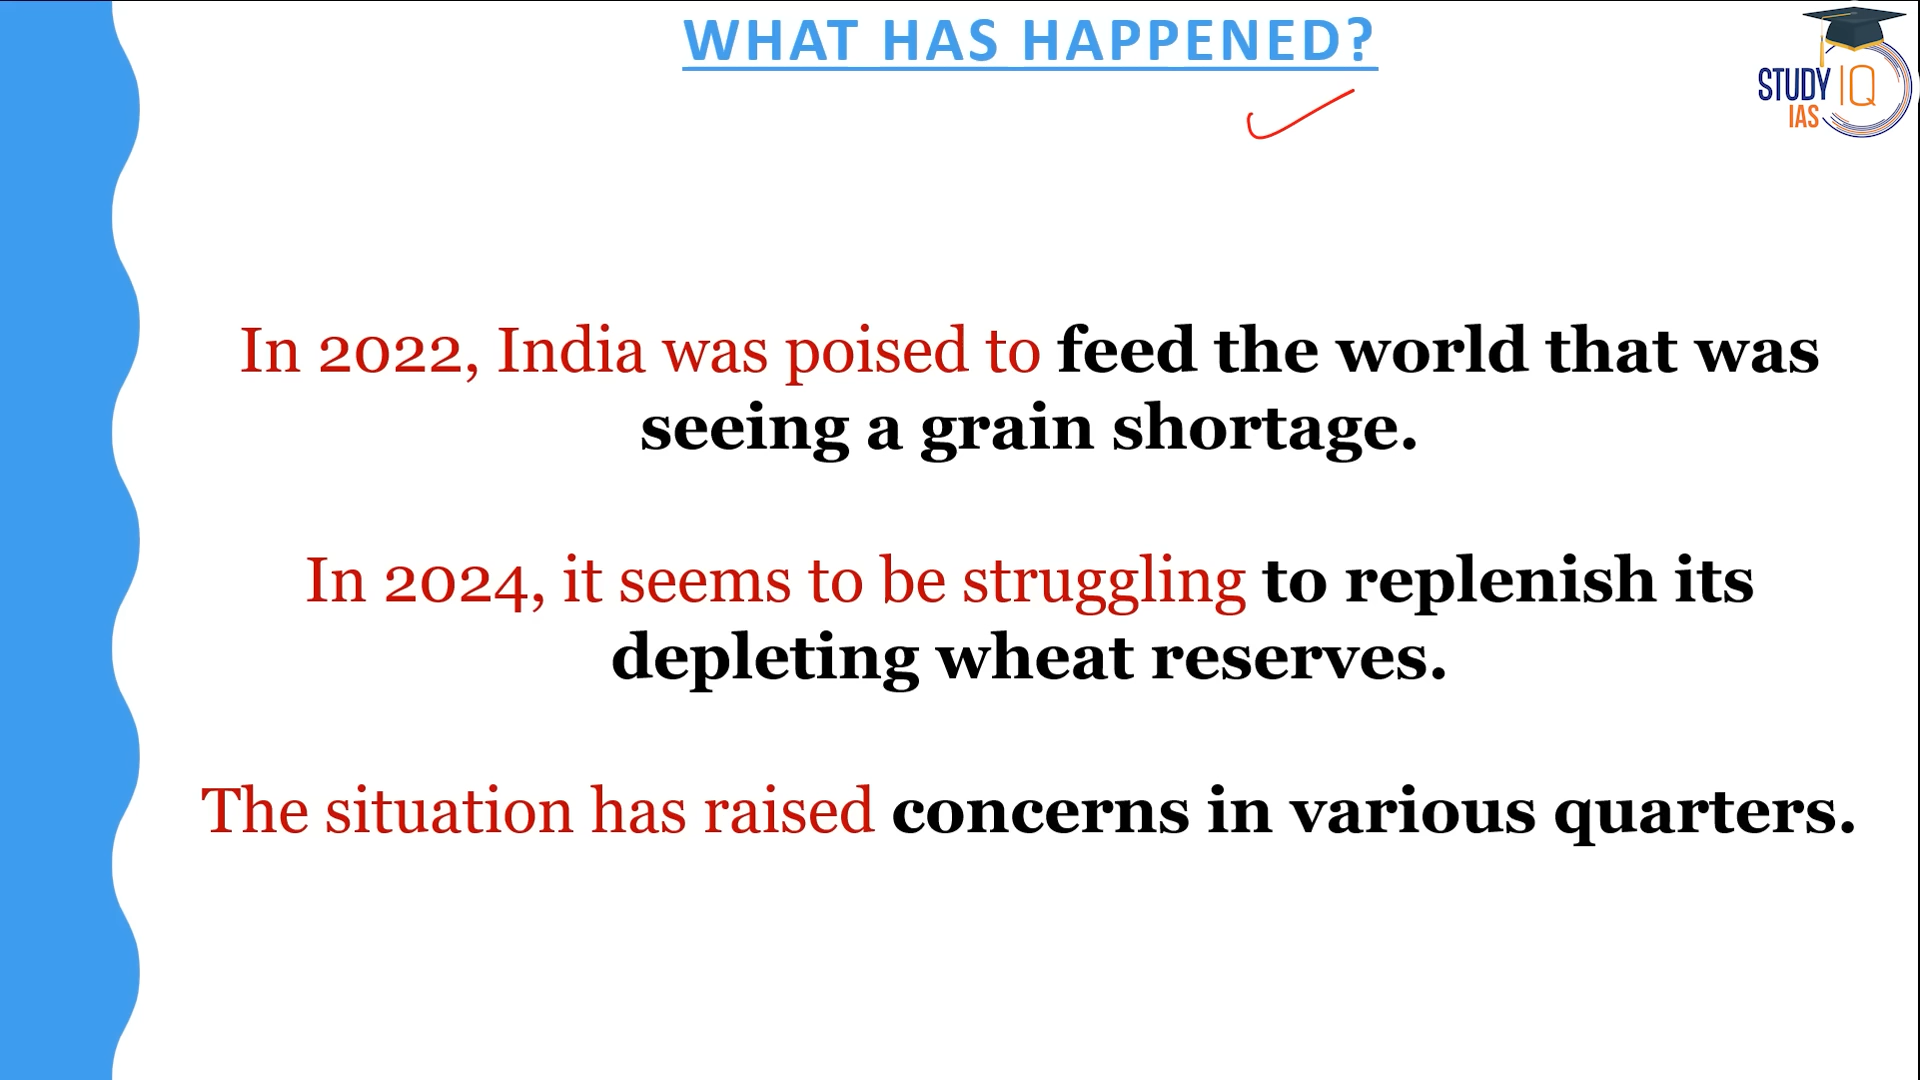 WHAT HAS HAPPENED?
STUDY IQ
IAS
In 2022, India was poised to feed the world that was
seeing a grain shortage.
In 2024, it seems to be struggling to replenish its
depleting wheat reserves.
The situation has raised concerns in various quarters.